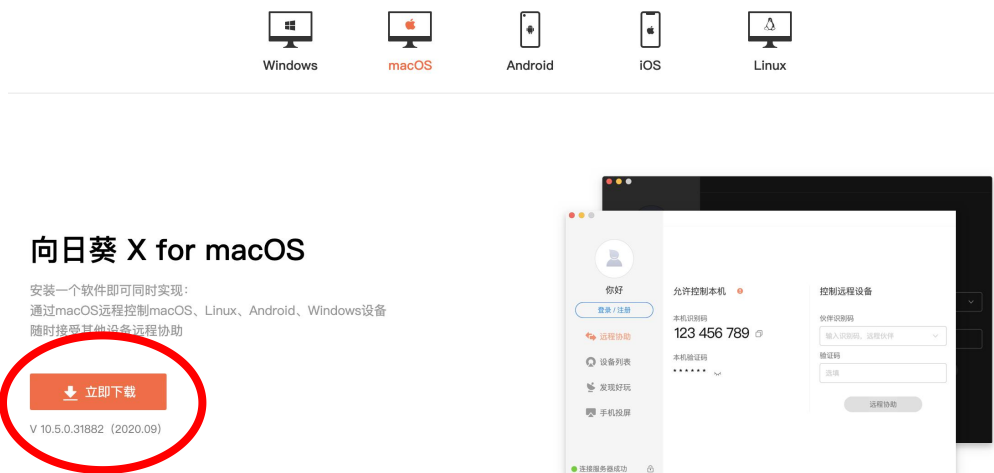 Windows
macOS
Android
iOS
Linux
向日葵 X for macOS
安装一个软件即可同时实现：
通过macOS远程控制macOS、Linux、Android、Windows设备
随时接受其他设备远程协助
立即下载
V 10.5.0.31882（2020.09）
你好
登录 / 注册
远程协助
设备列表
发现好玩
手机投屏
连接服务器成功
允许控制本机
本机识别码
123 456 789
本机验证码
******
控制远程设备
伙伴识别码
输入识别码，远程伙伴
验证码
选填
远程协助